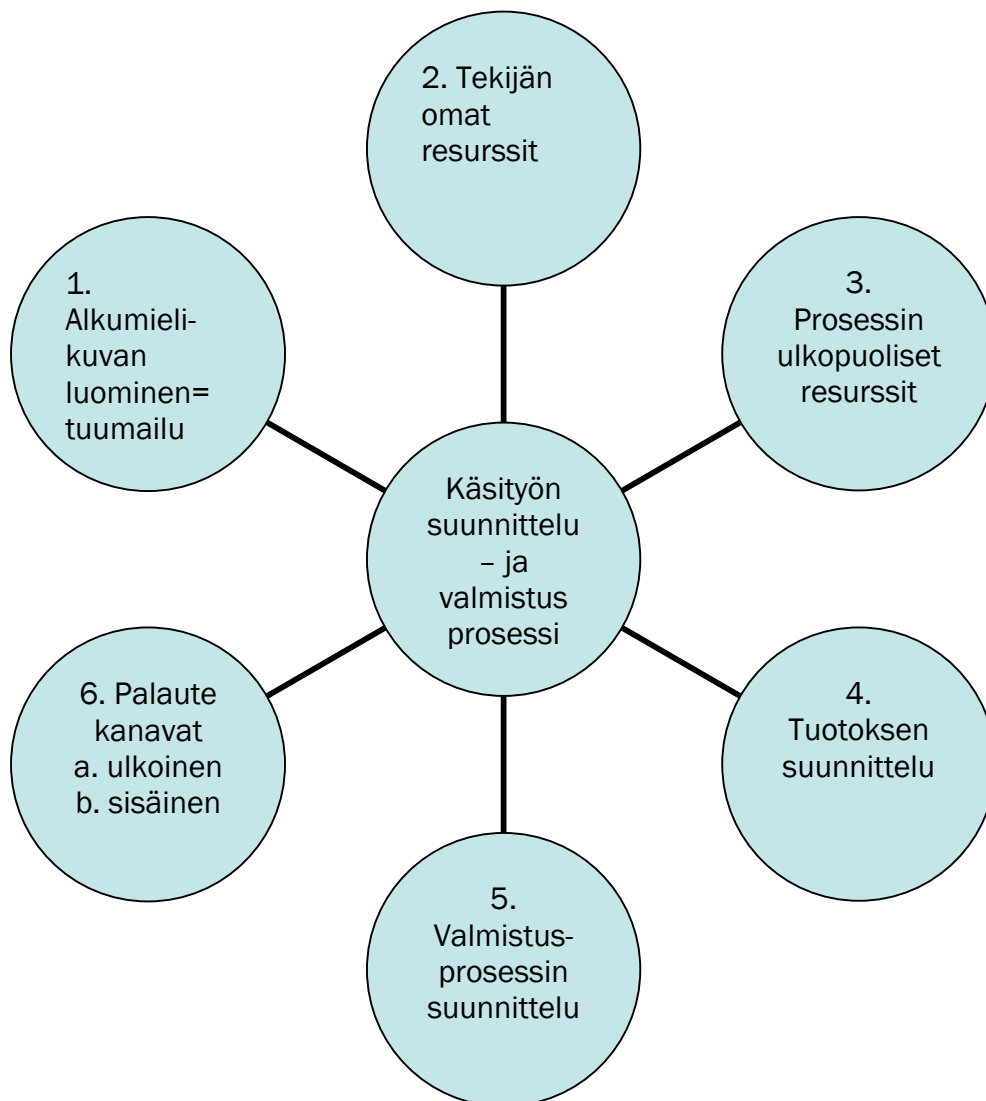 2. Tekijän
omat
resurssit
1.
Alkumieli-
kuvan
luominen=
tuumailu
3.
Prosessin
ulkopuoliset
resurssit
Käsityön
suunnittelu
– ja
valmistus
prosessi
6. Palaute
kanavat
a. ulkoinen
b. sisäinen
4.
Tuotoksen
suunnittelu
5.
Valmistus-
prosessin
suunnittelu